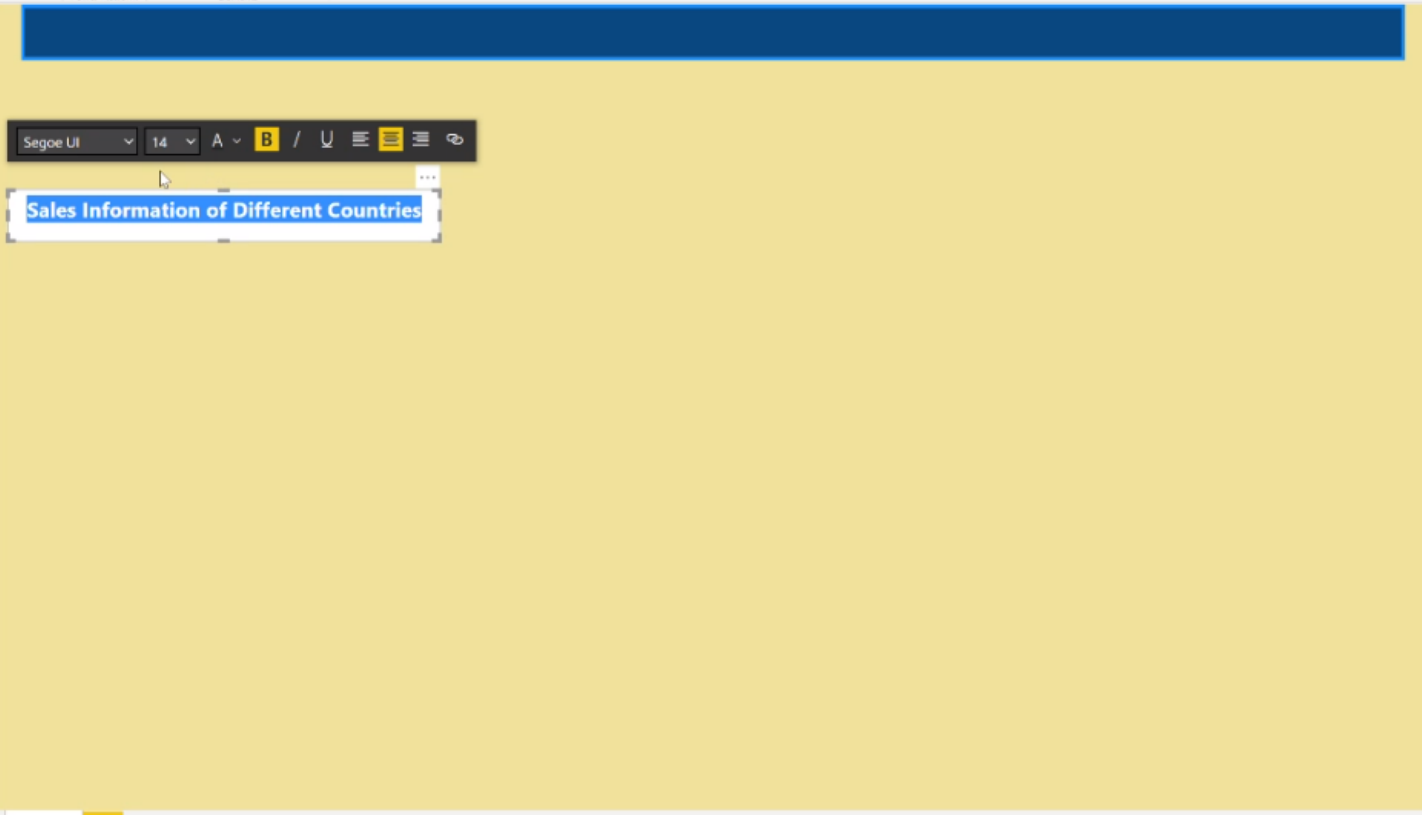 Segoe UI 14 A B I U
...
Sales Information of Different Countries